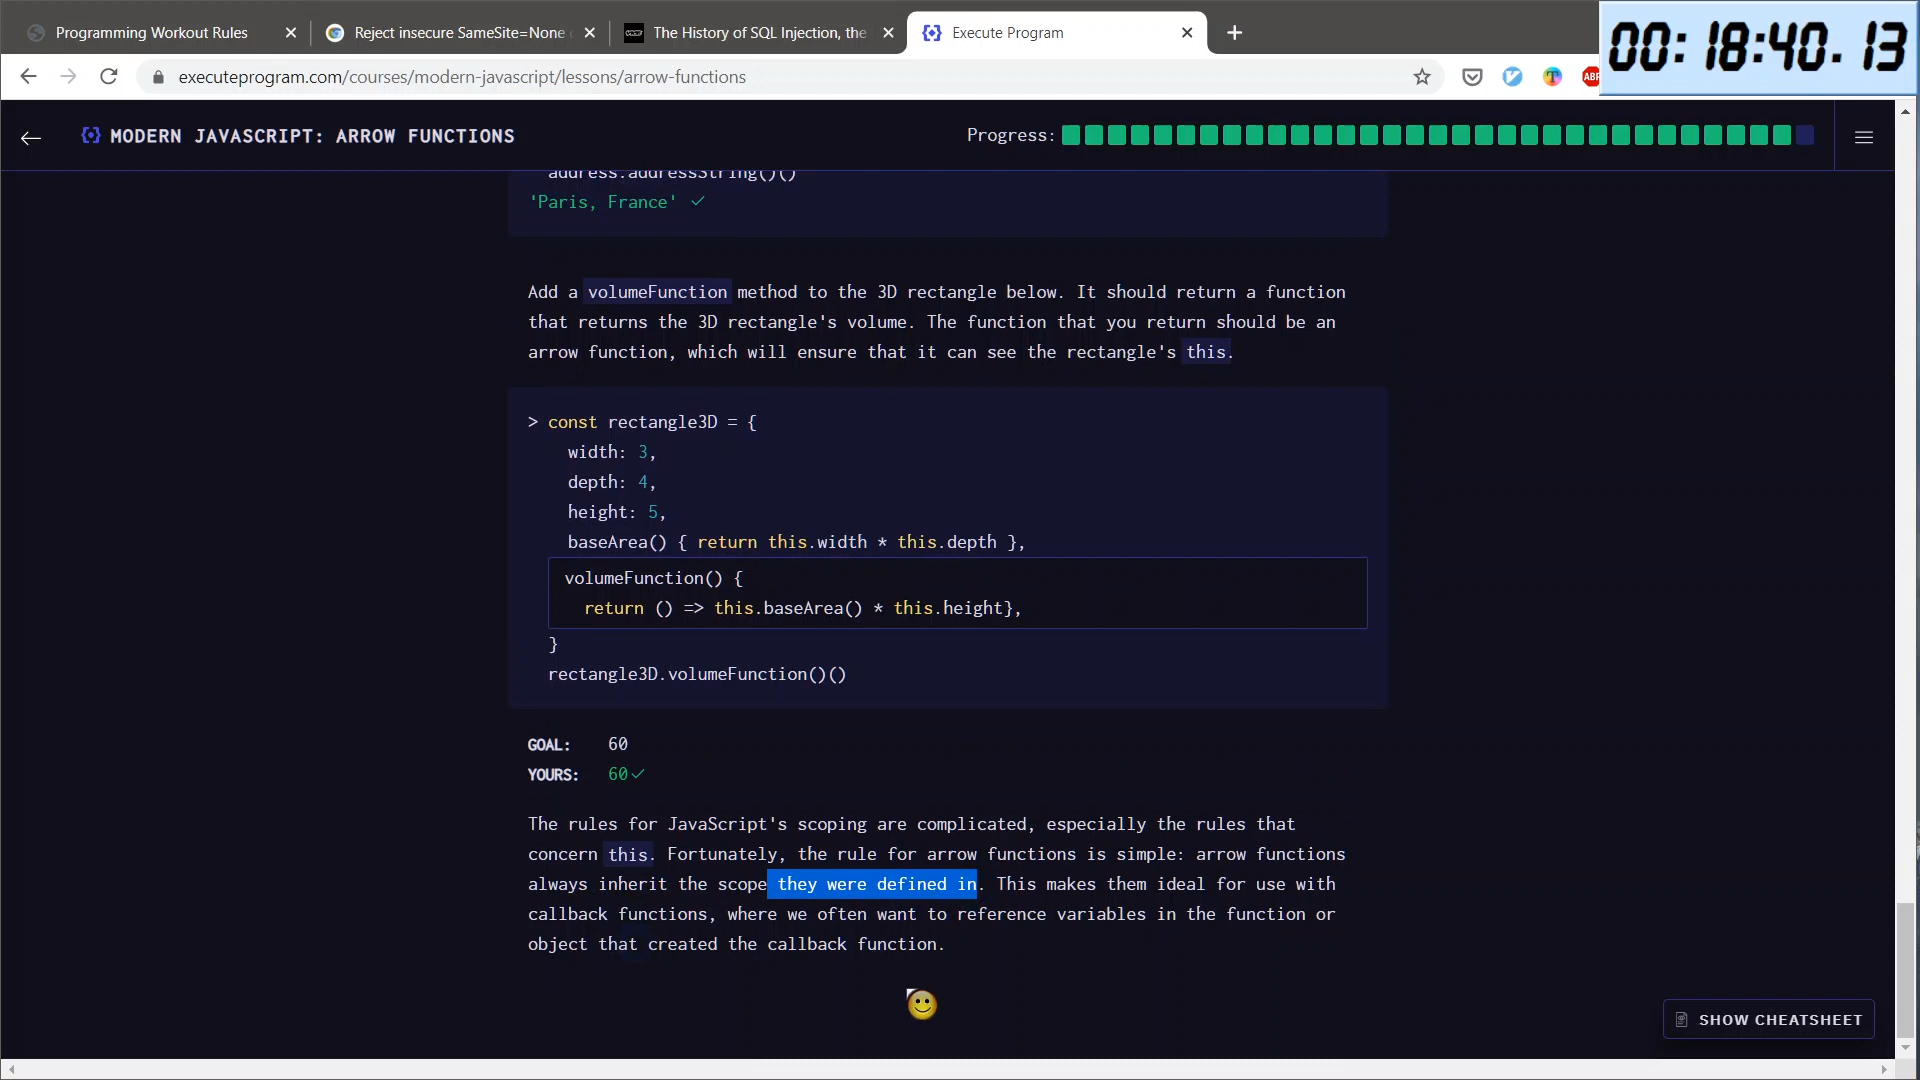 Programming Workout Rules
Reject insecure SameSite=None
The History of SQL Injection, the
Execute Program
00:18:40.13
executeprogram.com/courses/modern-javascript/lessons/arrow-functions
ABP
MODERN JAVASCRIPT: ARROW FUNCTIONS
Progress:
address.addressString()()
'Paris, France' ✓
Add a volumeFunction method to the 3D rectangle below. It should return a function
that returns the 3D rectangle's volume. The function that you return should be an
arrow function, which will ensure that it can see the rectangle's this.
> const rectangle3D = {
width: 3,
depth: 4,
height: 5,
baseArea() { return this.width * this.depth },
volumeFunction() {
return () => this.baseArea() * this.height},
}
rectangle3D.volumeFunction()()
GOAL: 60
YOURS: 60✓
The rules for JavaScript's scoping are complicated, especially the rules that
concern this. Fortunately, the rule for arrow functions is simple: arrow functions
always inherit the scope they were defined in. This makes them ideal for use with
callback functions, where we often want to reference variables in the function or
object that created the callback function.
SHOW CHEATSHEET